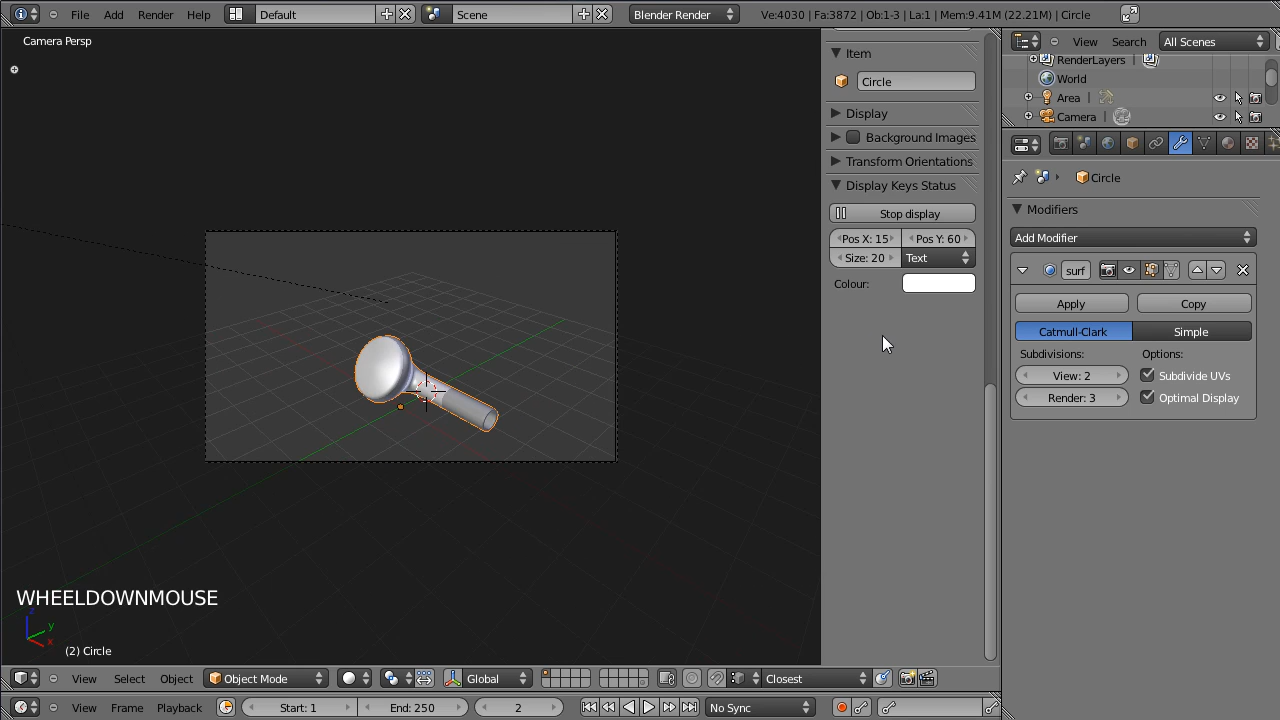 File Add Render Help Default Scene Blender Render Ve:4030 | Fa:3872 | Ob:1-3 | La:1 | Mem:9.41M (22.21M) | Circle
Camera Persp
View Search All Scenes
RenderLayers |
World
Area |
Camera |
Item
Circle
Display
Background Images
Transform Orientations
Display Keys Status
Stop display
Pos X: 15 Pos Y: 60
Size: 20 Text
Colour:
Circle
Modifiers
Add Modifier
surf
Apply Copy
Catmull-Clark Simple
Subdivisions: Options:
View: 2 Subdivide UVs
Render: 3 Optimal Display
WHEELDOWNMOUSE
z
y
x
(2) Circle
View Select Object Object Mode Global Closest
View Frame Playback Start: 1 End: 250 2 No Sync